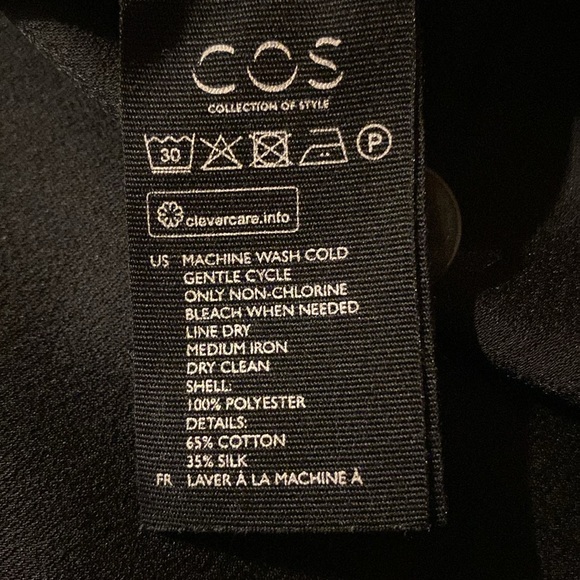 COS
COLLECTION OF STYLE
30
P
clevercare.info
US MACHINE WASH COLD
GENTLE CYCLE
ONLY NON-CHLORINE
BLEACH WHEN NEEDED
LINE DRY
MEDIUM IRON
DRY CLEAN
SHELL:
100% POLYESTER
DETAILS:
65% COTTON
35% SILK
FR LAVER À LA MACHINE À